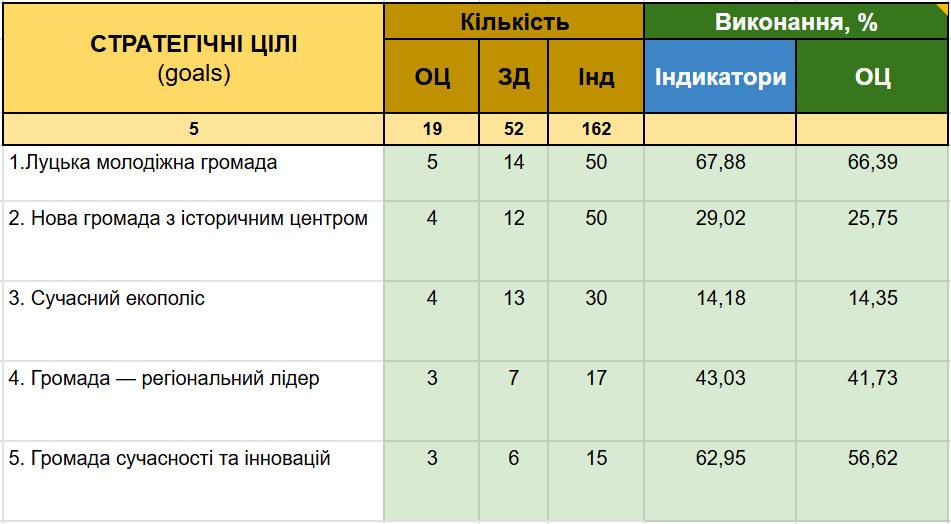 СТРАТЕГІЧНІ ЦІЛІ (goals) Кількість Виконання, %
ОЦ ЗД Інд Індикатори ОЦ
5 19 52 162
1.Луцька молодіжна громада 5 14 50 67,88 66,39
2. Нова громада з історичним центром 4 12 50 29,02 25,75
3. Сучасний екополіс 4 13 30 14,18 14,35
4. Громада — регіональний лідер 3 7 17 43,03 41,73
5. Громада сучасності та інновацій 3 6 15 62,95 56,62